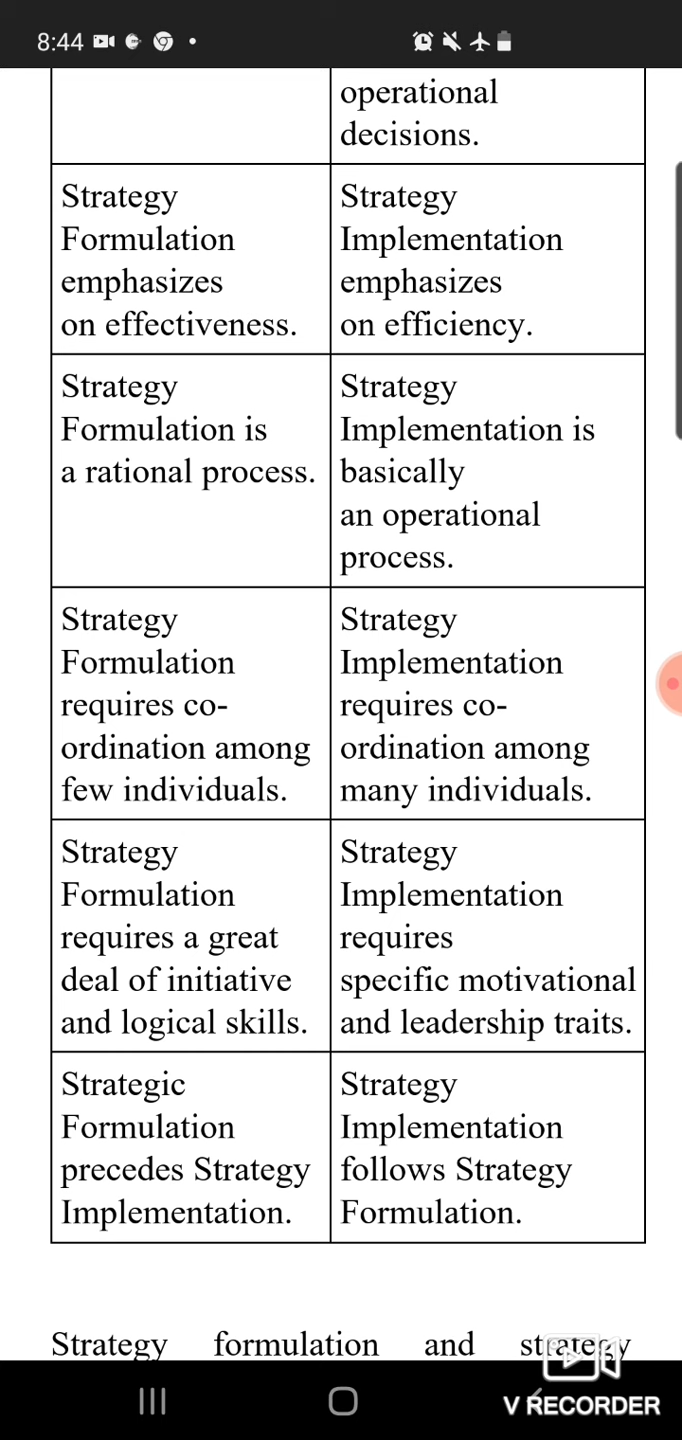 8:44
operational
decisions.
Strategy
Formulation
emphasizes
on effectiveness.
Strategy
Implementation
emphasizes
on efficiency.
Strategy
Formulation is
a rational process.
Strategy
Implementation is
basically
an operational
process.
Strategy
Formulation
requires co-
ordination among
few individuals.
Strategy
Implementation
requires co-
ordination among
many individuals.
Strategy
Formulation
requires a great
deal of initiative
and logical skills.
Strategy
Implementation
requires
specific motivational
and leadership traits.
Strategic
Formulation
precedes Strategy
Implementation.
Strategy
Implementation
follows Strategy
Formulation.
Strategy formulation and strategy
V RECORDER